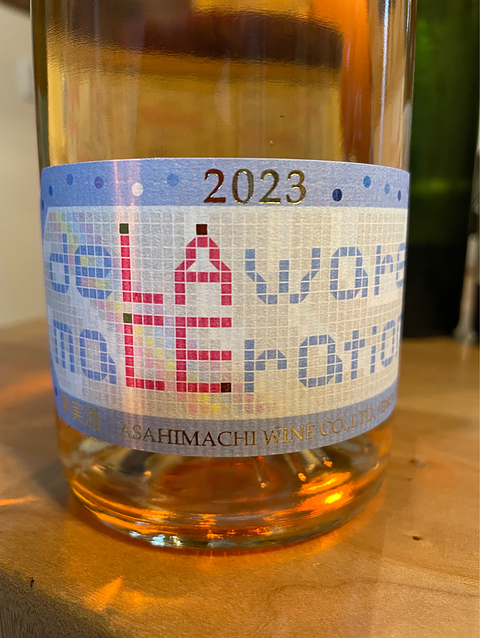 2023
deLAware
maCEration
ASAHIMACHI WINE CO.,LTD.